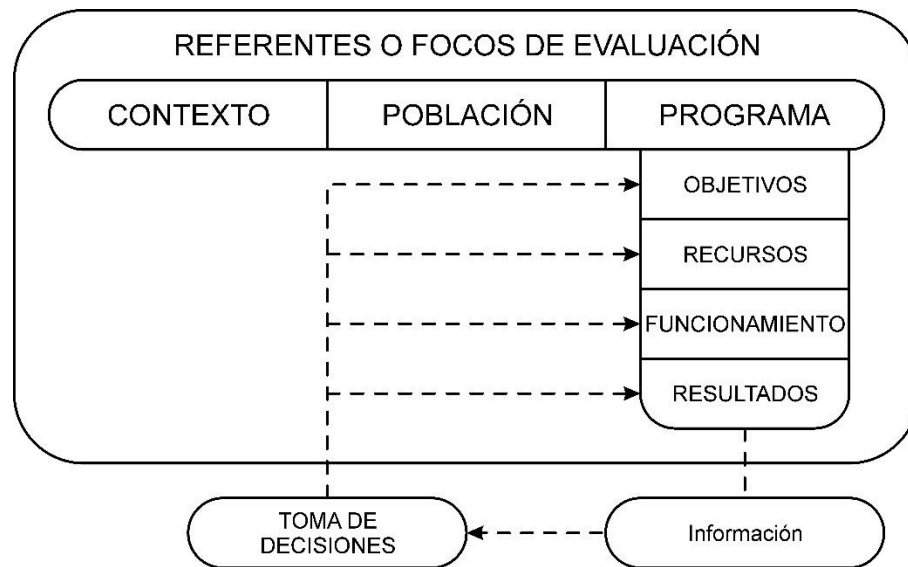 REFERENTES O FOCOS DE EVALUACIÓN
CONTEXTO
POBLACIÓN
PROGRAMA
OBJETIVOS
RECURSOS
FUNCIONAMIENTO
RESULTADOS
TOMA DE
DECISIONES
Información